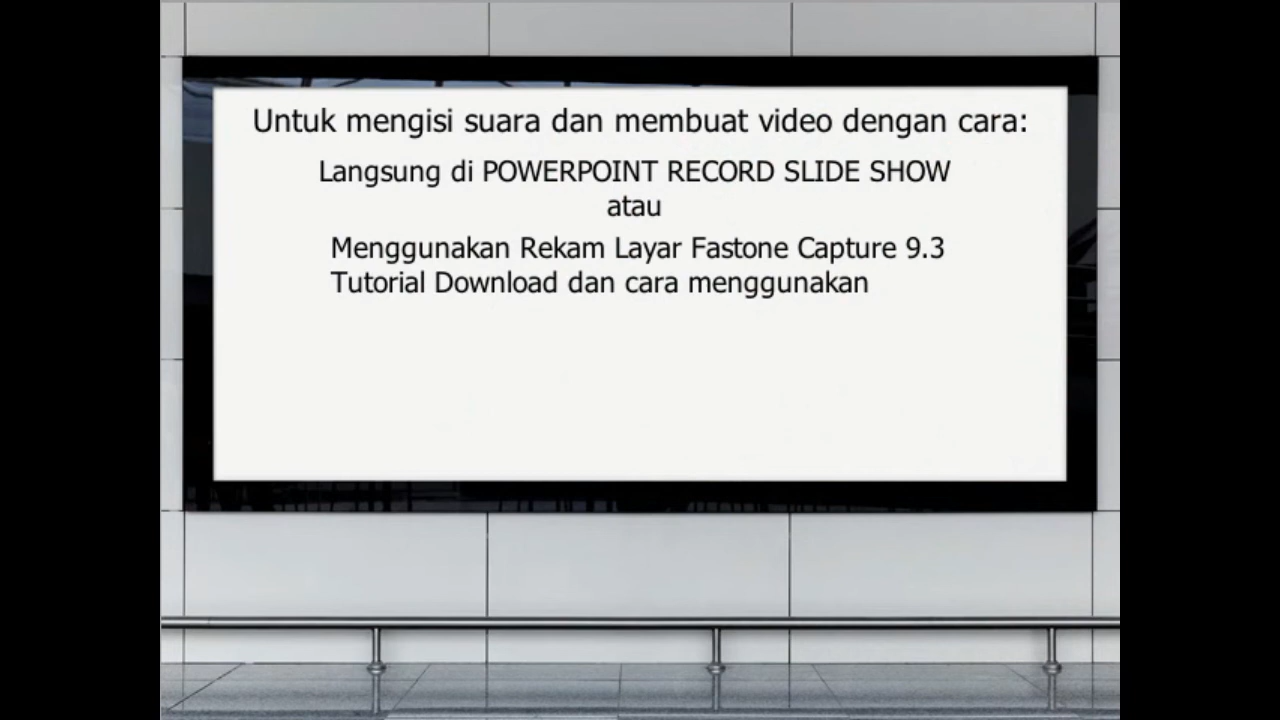 Untuk mengisi suara dan membuat video dengan cara:
Langsung di POWERPOINT RECORD SLIDE SHOW
atau
Menggunakan Rekam Layar Fastone Capture 9.3
Tutorial Download dan cara menggunakan